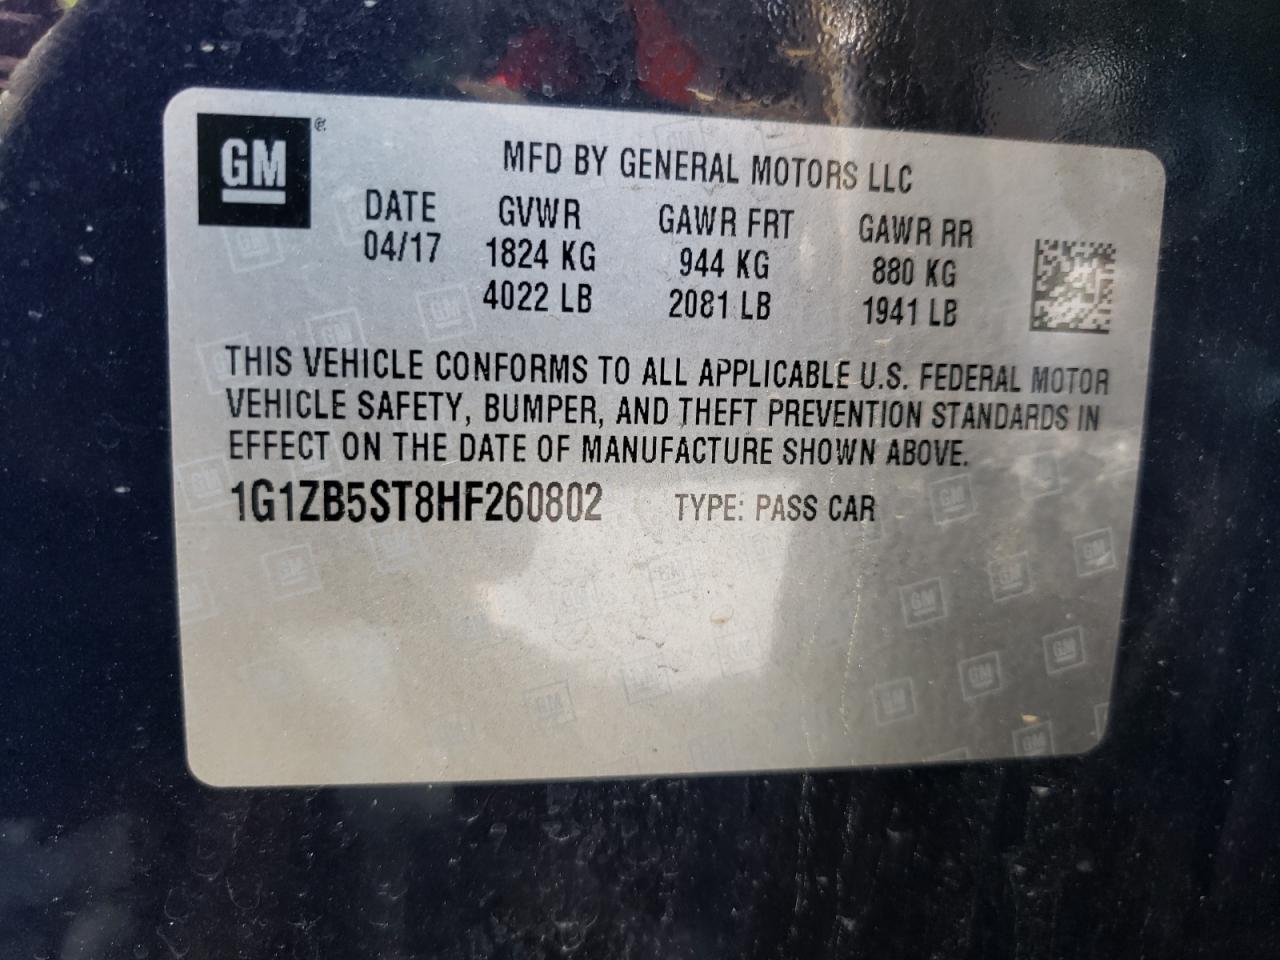 GM ®
MFD BY GENERAL MOTORS LLC
DATE GVWR GAWR FRT GAWR RR
04/17 1824 KG 944 KG 880 KG
4022 LB 2081 LB 1941 LB
THIS VEHICLE CONFORMS TO ALL APPLICABLE U.S. FEDERAL MOTOR
VEHICLE SAFETY, BUMPER, AND THEFT PREVENTION STANDARDS IN
EFFECT ON THE DATE OF MANUFACTURE SHOWN ABOVE.
1G1ZB5ST8HF260802 TYPE: PASS CAR